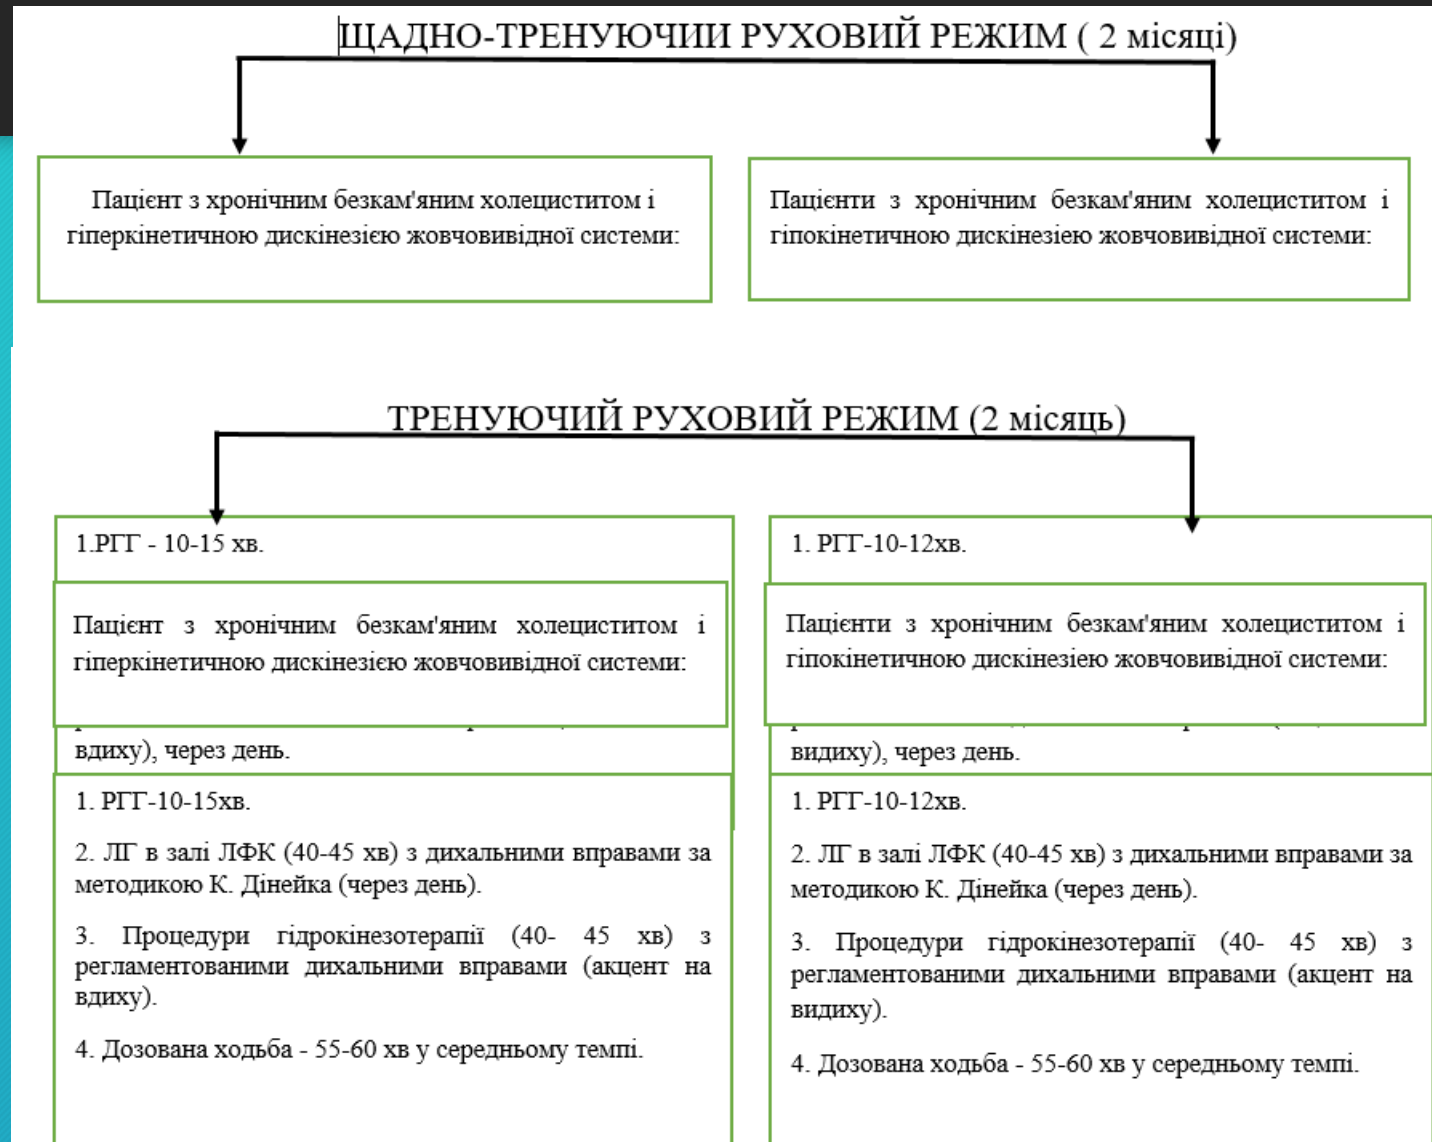 ЩАДНО-ТРЕНУЮЧИИ РУХОВИЙ РЕЖИМ ( 2 місяці)
Пацієнт з хронічним безкам'яним холециститом і
гіперкінетичною дискінезією жовчовивідної системи:
Пацієнти з хронічним безкам'яним холециститом і
гіпокінетичною дискінезіею жовчовивідної системи:
ТРЕНУЮЧИЙ РУХОВИЙ РЕЖИМ (2 місяць)
1.РГГ - 10-15 хв.
Пацієнт з хронічним безкам'яним холециститом і
гіперкінетичною дискінезією жовчовивідної системи:
вдиху), через день.
1. РГГ-10-15хв.
2. ЛГ в залі ЛФК (40-45 хв) з дихальними вправами за
методикою К. Дінейка (через день).
3. Процедури гідрокінезотерапії (40- 45 хв) з
регламентованими дихальними вправами (акцент на
вдиху).
4. Дозована ходьба - 55-60 хв у середньому темпі.
1. РГГ-10-12хв.
Пацієнти з хронічним безкам'яним холециститом і
гіпокінетичною дискінезіею жовчовивідної системи:
видиху), через день.
1. РГГ-10-12хв.
2. ЛГ в залі ЛФК (40-45 хв) з дихальними вправами за
методикою К. Дінейка (через день).
3. Процедури гідрокінезотерапії (40- 45 хв) з
регламентованими дихальними вправами (акцент на
видиху).
4. Дозована ходьба - 55-60 хв у середньому темпі.